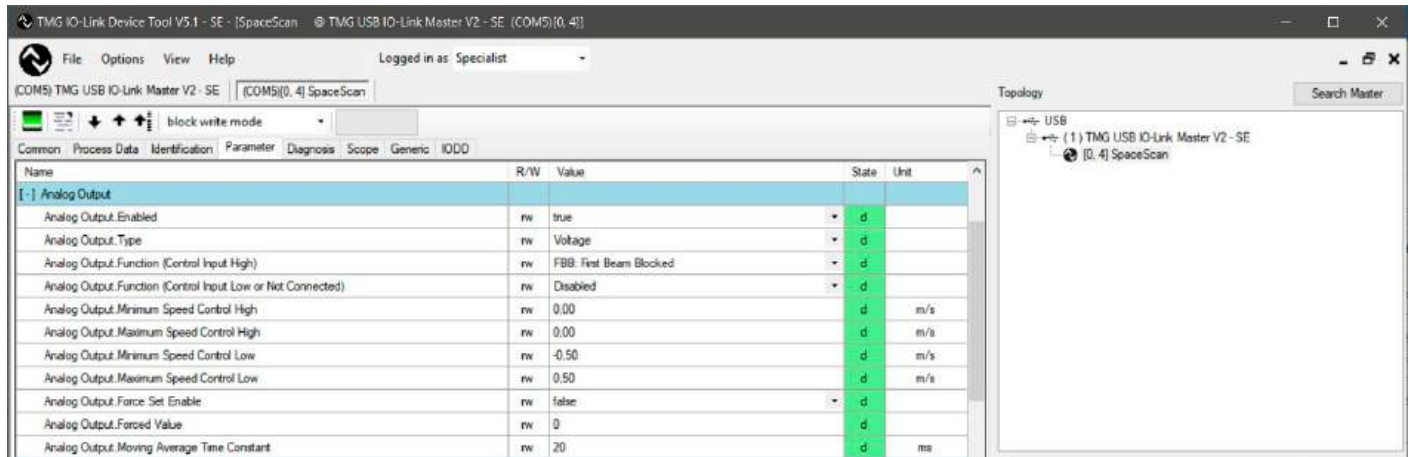 TMG IO-Link Device Tool V5.1 - SE - [SpaceScan @ TMG USB IO-Link Master V2 - SE (COM5)[0, 4]]
File Options View Help Logged in as Specialist
(COM5) TMG USB IO-Link Master V2 - SE (COM5)[0, 4] SpaceScan
Topology Search Master
block write mode
Common Process Data Identification Parameter Diagnosis Scope Generic IODD
USB
( 1 ) TMG USB IO-Link Master V2 - SE
[0, 4] SpaceScan
Name R/W Value State Unit
[ - ] Analog Output
Analog Output.Enabled rw true d
Analog Output.Type rw Voltage d
Analog Output.Function (Control Input High) rw FBB: First Beam Blocked d
Analog Output.Function (Control Input Low or Not Connected) rw Disabled d
Analog Output.Minimum Speed Control High rw 0,00 d m/s
Analog Output.Maximum Speed Control High rw 0,00 d m/s
Analog Output.Minimum Speed Control Low rw -0,50 d m/s
Analog Output.Maximum Speed Control Low rw 0,50 d m/s
Analog Output.Force Set Enable rw false d
Analog Output.Forced Value rw 0 d
Analog Output.Moving Average Time Constant rw 20 d ms